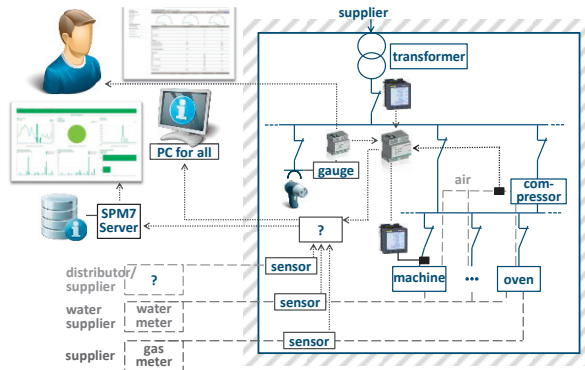 supplier
transformer
PC for all
gauge
air
com-
pressor
SPM7
Server
?
distributor/
supplier
?
sensor
machine
...
oven
water
supplier
water
meter
sensor
supplier
gas
meter
sensor